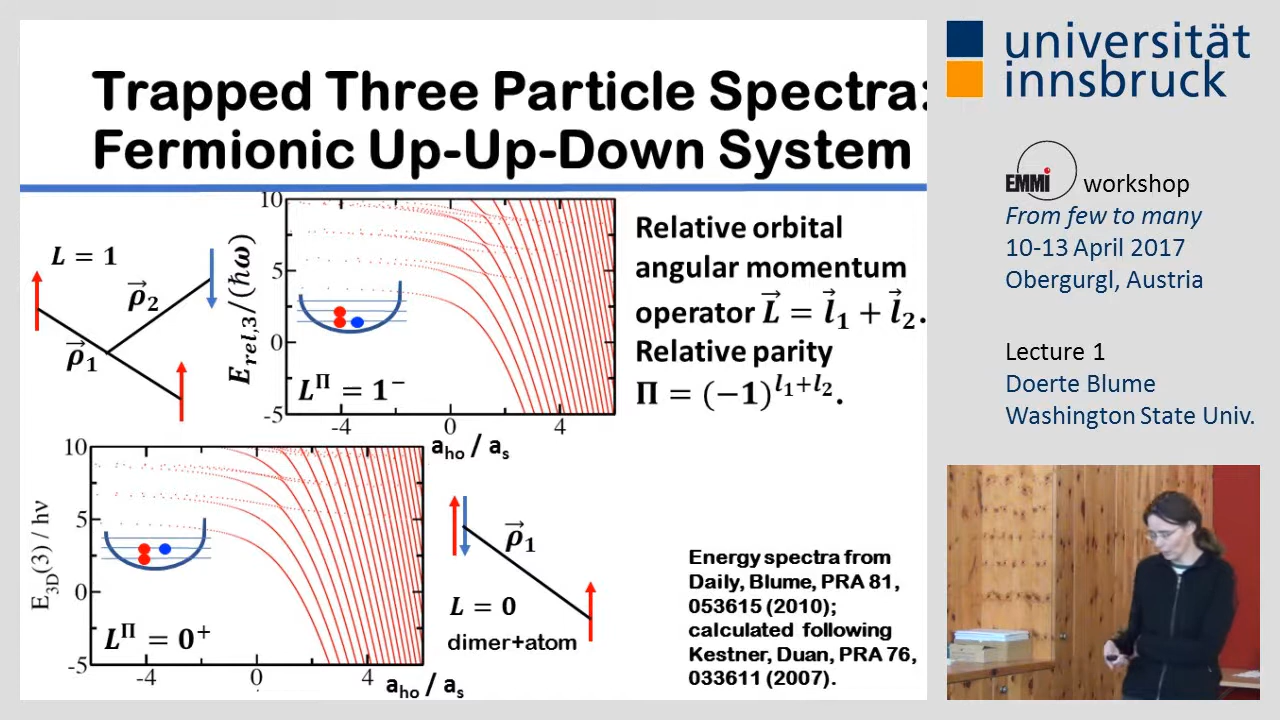 Trapped Three Particle Spectra:
Fermionic Up-Up-Down System
L = 1
ρ⃗₂
ρ⃗₁
E_rel,3/(ħω)
10
5
0
-5
L^Π = 1⁻
-4
0
4
a_ho / a_s
Relative orbital
angular momentum
operator L⃗ = l⃗₁ + l⃗₂.
Relative parity
Π = (−1)^(l₁+l₂).
E_3D(3) / hν
10
5
0
-5
L^Π = 0⁺
-4
0
4
a_ho / a_s
ρ⃗₁
L = 0
dimer+atom
Energy spectra from
Daily, Blume, PRA 81,
053615 (2010);
calculated following
Kestner, Duan, PRA 76,
033611 (2007).
universität
innsbruck
EMMi workshop
From few to many
10-13 April 2017
Obergurgl, Austria
Lecture 1
Doerte Blume
Washington State Univ.